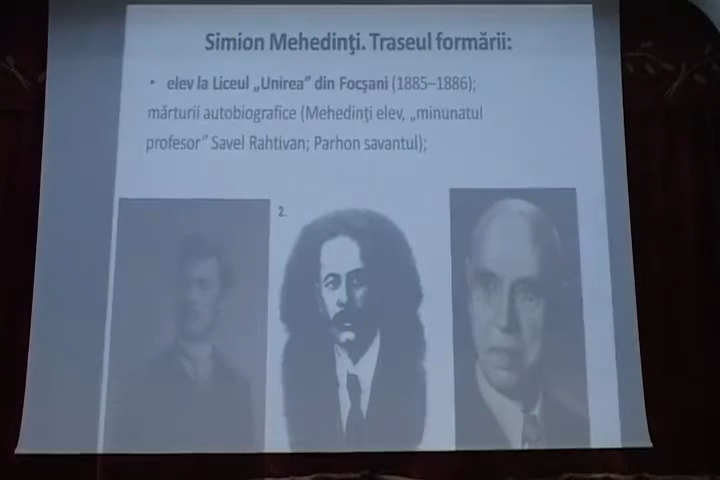 Simion Mehedinţi. Traseul formării:
• elev la Liceul „Unirea” din Focşani (1885–1886);
mărturii autobiografice (Mehedinţi elev, „minunatul
profesor” Savel Rahtivan; Parhon savantul);
2.